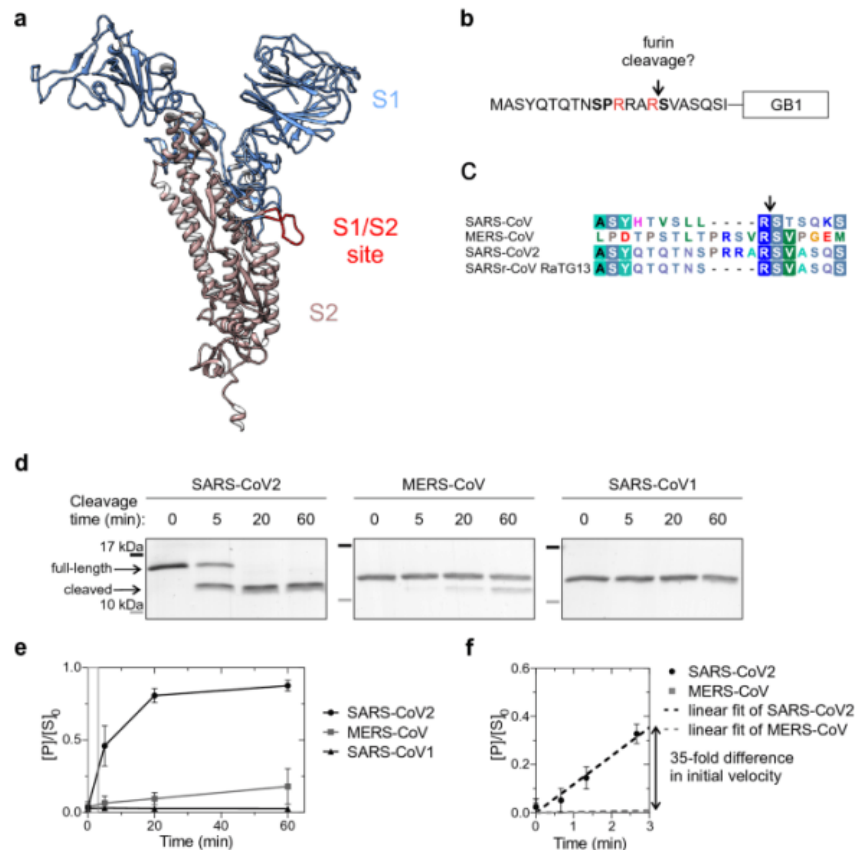 a
S1
S1/S2
site
S2
b
furin
cleavage?
MASYQTQTNSPRRARSVASQSI
GB1
C
SARS-CoV ASYHTVSLL----RSTSQKS
MERS-CoV LPDTPSTLTPRSVRSVPGEM
SARS-CoV2 ASYQTQTNSPRRARSVASQS
SARSr-CoV RaTG13 ASYQTQTNS----RSVASQS
d
SARS-CoV2 MERS-CoV SARS-CoV1
Cleavage
time (min): 0 5 20 60 0 5 20 60 0 5 20 60
17 kDa
full-length
cleaved
10 kDa
e
1.0
0.5
0.0
[P]/[S]0
0 20 40 60
Time (min)
SARS-CoV2
MERS-CoV
SARS-CoV1
f
0.6
0.4
0.2
0.0
[P]/[S]0
0 1 2 3
Time (min)
SARS-CoV2
MERS-CoV
linear fit of SARS-CoV2
linear fit of MERS-CoV
35-fold difference
in initial velocity